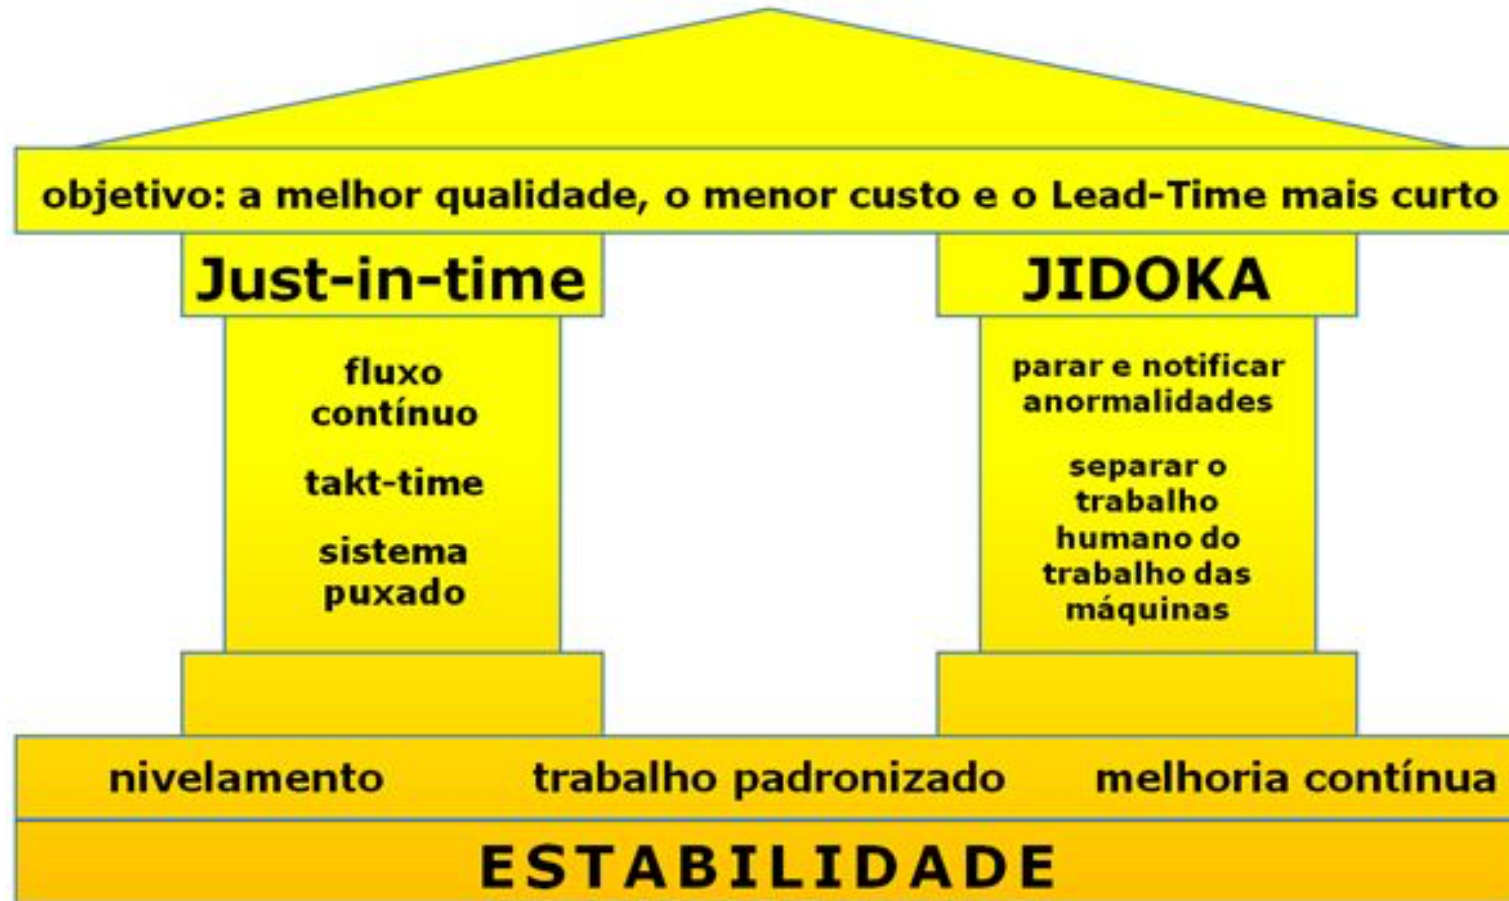 objetivo: a melhor qualidade, o menor custo e o Lead-Time mais curto
Just-in-time
fluxo
contínuo
takt-time
sistema
puxado
JIDOKA
parar e notificar
anormalidades
separar o
trabalho
humano do
trabalho das
máquinas
nivelamento trabalho padronizado melhoria contínua
ESTABILIDADE